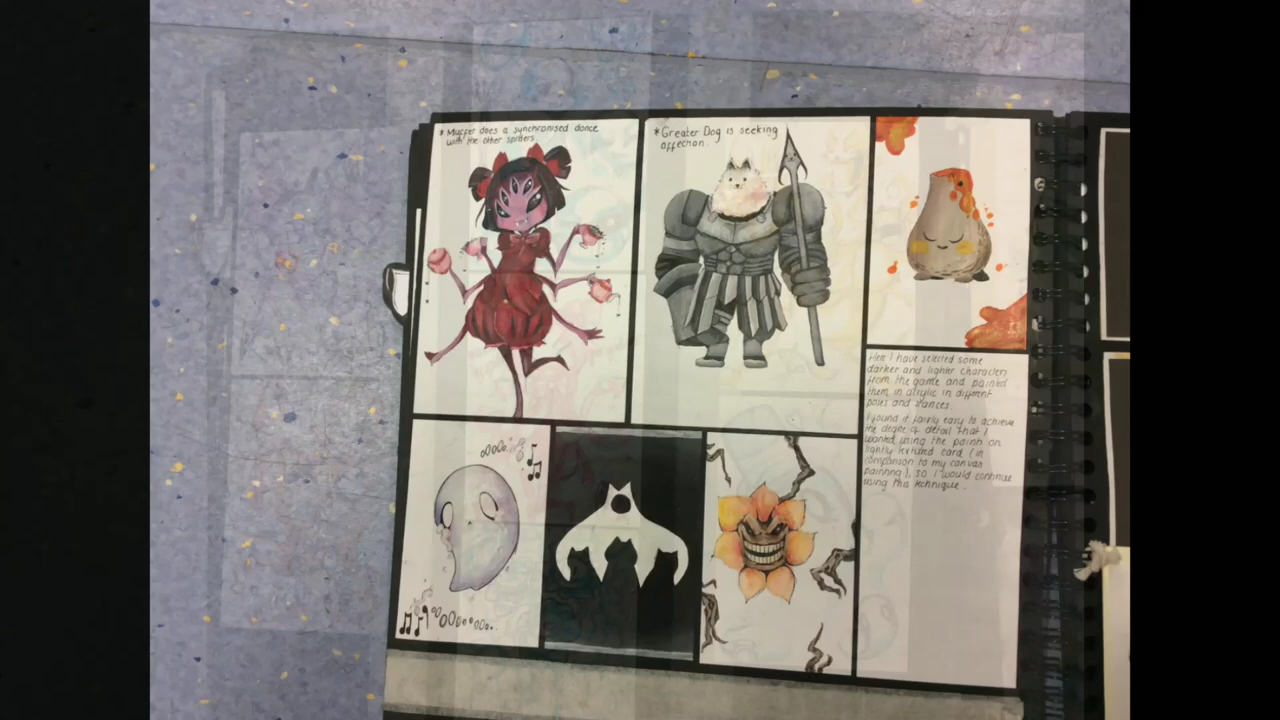 * Muffet does a synchronised dance
with the other spiders.
* Greater Dog is seeking
affection.
Here I have selected some
darker and lighter characters
from the game and painted
them in acrylic in different
poses and stances.
I found it fairly easy to achieve
the degree of detail that I
wanted using the paint on
lightly textured card (in
comparison to my canvas
painting), so I would continue
using this technique.